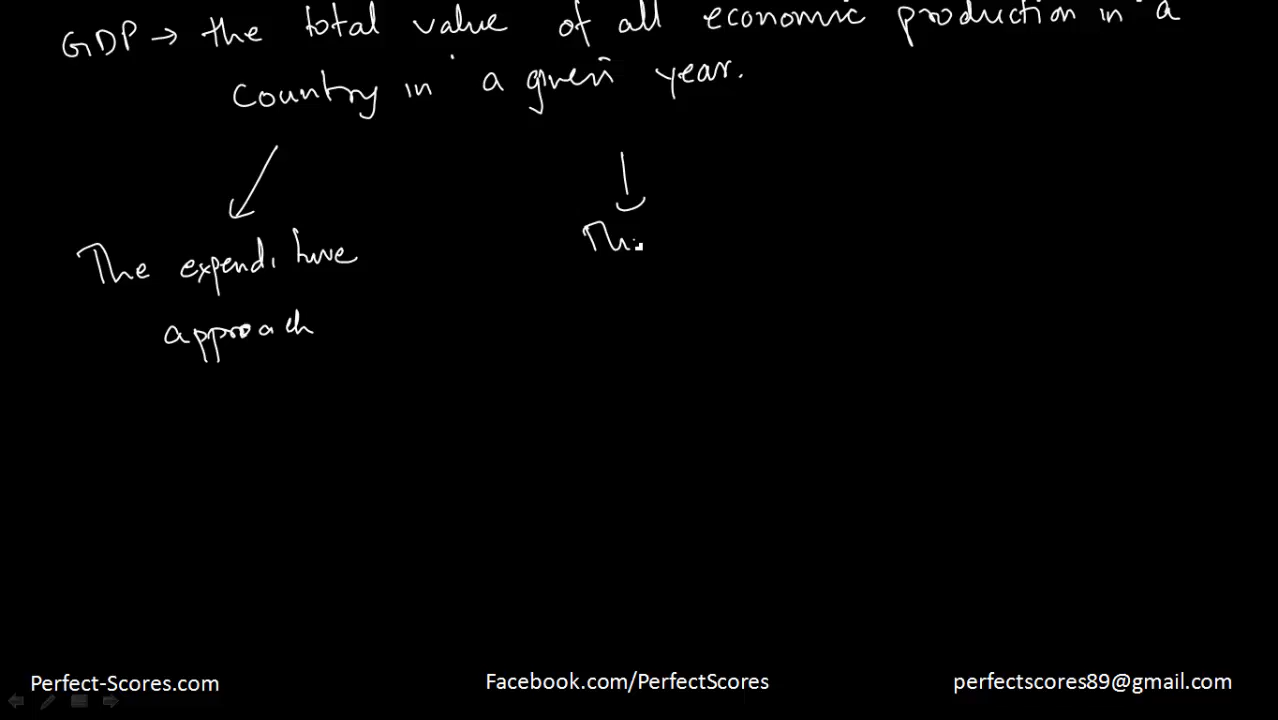 GDP → the total value of all economic production in a
country in a given year.
The expenditure
approach
Perfect-Scores.com
Facebook.com/PerfectScores
perfectscores89@gmail.com